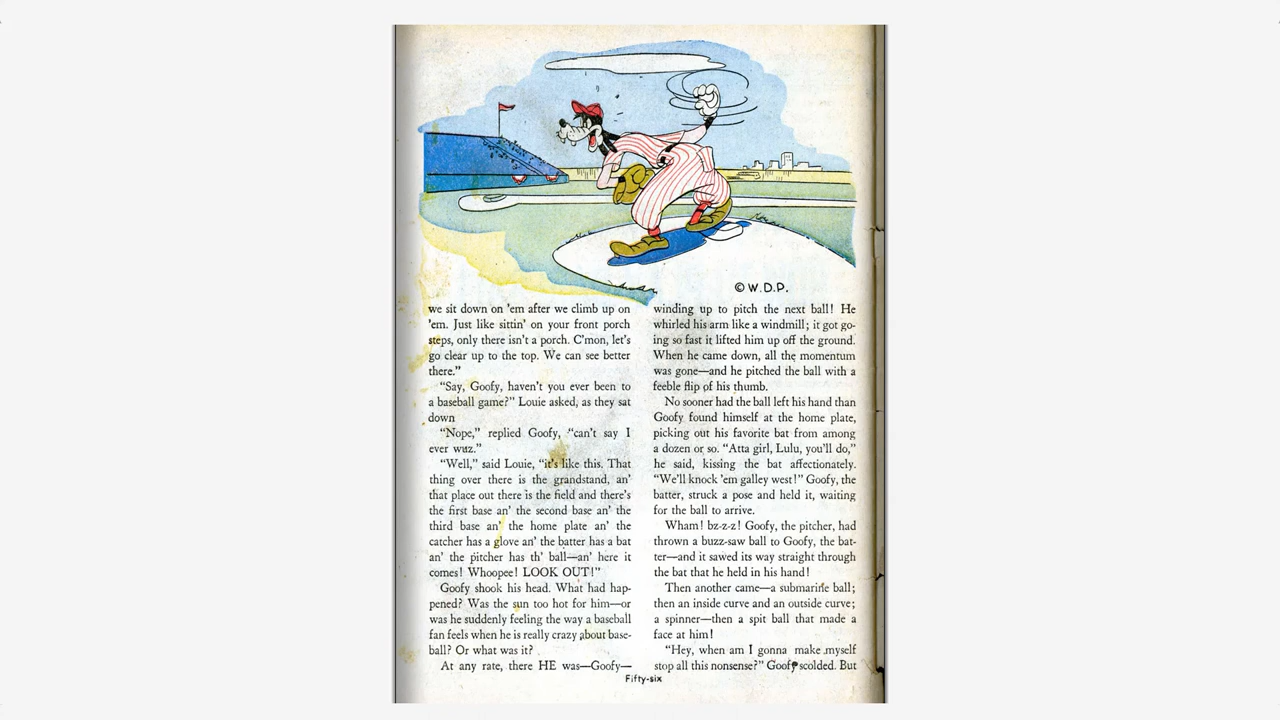 © W.D.P.
we sit down on 'em after we climb up on
'em. Just like sittin' on your front porch
steps, only there isn't a porch. C'mon, let's
go clear up to the top. We can see better
there."
"Say, Goofy, haven't you ever been to
a baseball game?" Louie asked, as they sat
down
"Nope," replied Goofy, "can't say I
ever wuz."
"Well," said Louie, "it's like this. That
thing over there is the grandstand, an'
that place out there is the field and there's
the first base an' the second base an' the
third base an' the home plate an' the
catcher has a glove an' the batter has a bat
an' the pitcher has th' ball—an' here it
comes! Whoopee! LOOK OUT!"
Goofy shook his head. What had hap-
pened? Was the sun too hot for him—or
was he suddenly feeling the way a baseball
fan feels when he is really crazy about base-
ball? Or what was it?
At any rate, there HE was—Goofy—
winding up to pitch the next ball! He
whirled his arm like a windmill; it got go-
ing so fast it lifted him up off the ground.
When he came down, all the momentum
was gone—and he pitched the ball with a
feeble flip of his thumb.
No sooner had the ball left his hand than
Goofy found himself at the home plate,
picking out his favorite bat from among
a dozen or so. "Atta girl, Lulu, you'll do,"
he said, kissing the bat affectionately.
"We'll knock 'em galley west!" Goofy, the
batter, struck a pose and held it, waiting
for the ball to arrive.
Wham! bz-z-z! Goofy, the pitcher, had
thrown a buzz-saw ball to Goofy, the bat-
ter—and it sawed its way straight through
the bat that he held in his hand!
Then another came—a submarine ball;
then an inside curve and an outside curve;
a spinner—then a spit ball that made a
face at him!
"Hey, when am I gonna make myself
stop all this nonsense?" Goofy scolded. But
Fifty-six